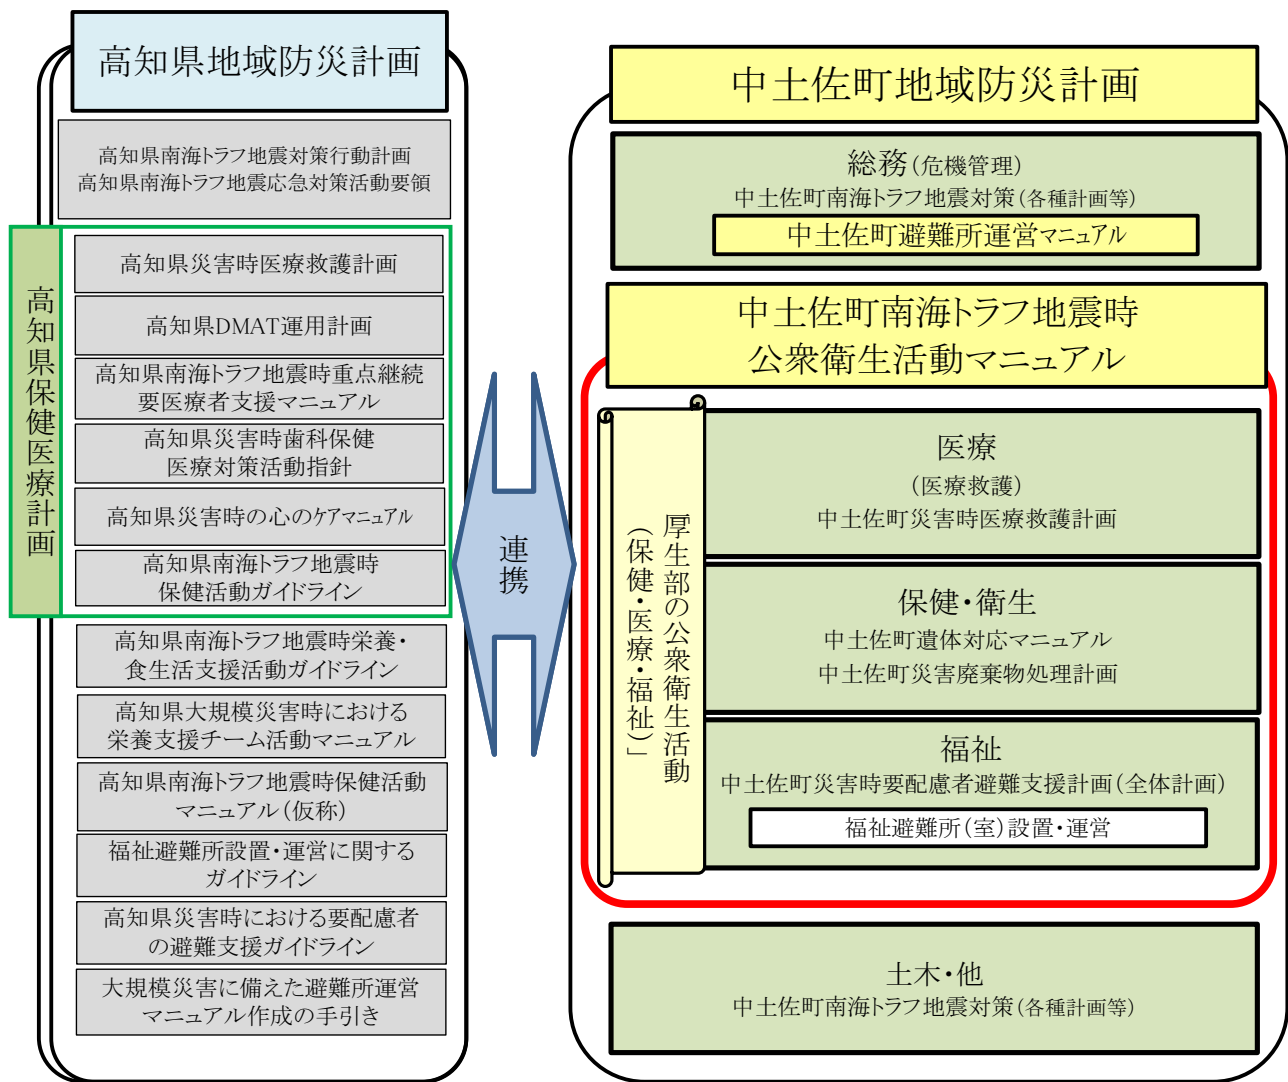 高知県地域防災計画
高知県南海トラフ地震対策行動計画
高知県南海トラフ地震応急対策活動要領
高知県保健医療計画
高知県災害時医療救護計画
高知県DMAT運用計画
高知県南海トラフ地震時重点継続
要医療者支援マニュアル
高知県災害時歯科保健
医療対策活動指針
高知県災害時の心のケアマニュアル
高知県南海トラフ地震時
保健活動ガイドライン
高知県南海トラフ地震時栄養・
食生活支援活動ガイドライン
高知県大規模災害時における
栄養支援チーム活動マニュアル
高知県南海トラフ地震時保健活動
マニュアル(仮称)
福祉避難所設置・運営に関する
ガイドライン
高知県災害時における要配慮者
の避難支援ガイドライン
大規模災害に備えた避難所運営
マニュアル作成の手引き
連携
中土佐町地域防災計画
総務(危機管理)
中土佐町南海トラフ地震対策(各種計画等)
中土佐町避難所運営マニュアル
中土佐町南海トラフ地震時
公衆衛生活動マニュアル
「厚生部の公衆衛生活動
(保健・医療・福祉)」
医療
(医療救護)
中土佐町災害時医療救護計画
保健・衛生
中土佐町遺体対応マニュアル
中土佐町災害廃棄物処理計画
福祉
中土佐町災害時要配慮者避難支援計画(全体計画)
福祉避難所(室)設置・運営
土木・他
中土佐町南海トラフ地震対策(各種計画等)